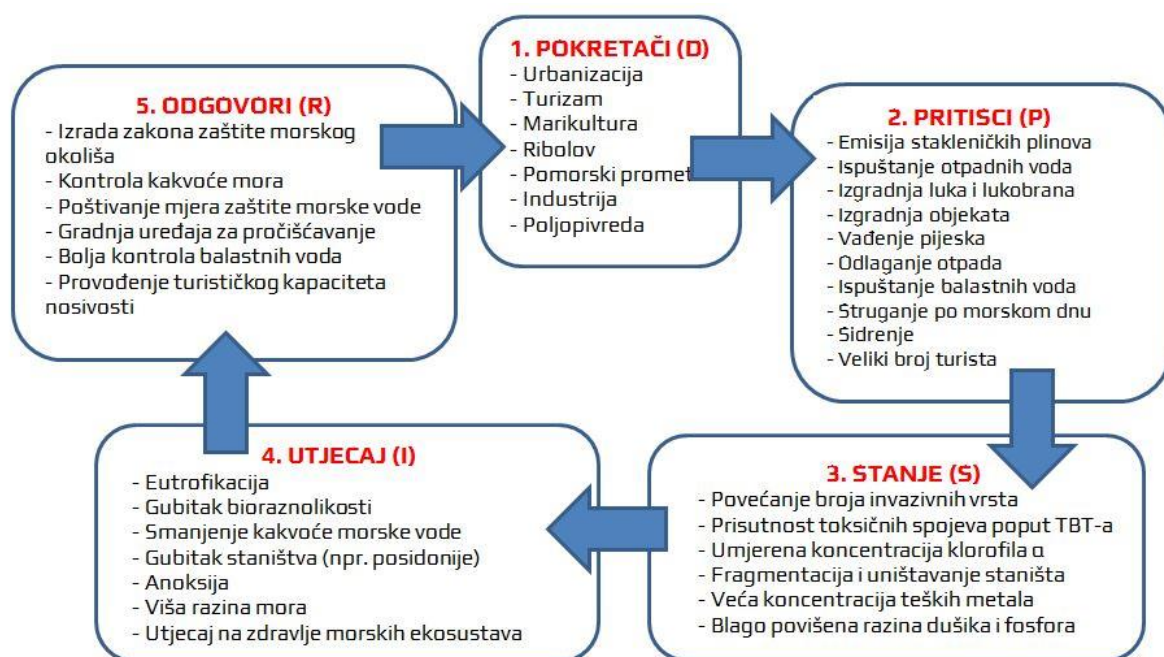 1. POKRETAČI (D)
- Urbanizacija
- Turizam
- Marikultura
- Ribolov
- Pomorski promet
- Industrija
- Poljopivreda
2. PRITISCI (P)
- Emisija stakleničkih plinova
- Ispuštanje otpadnih voda
- Izgradnja luka i lukobrana
- Izgradnja objekata
- Vađenje pijeska
- Odlaganje otpada
- Ispuštanje balastnih voda
- Struganje po morskom dnu
- Sidrenje
- Veliki broj turista
3. STANJE (S)
- Povećanje broja invazivnih vrsta
- Prisutnost toksičnih spojeva poput TBT-a
- Umjerena koncentracija klorofila α
- Fragmentacija i uništavanje staništa
- Veća koncentracija teških metala
- Blago povišena razina dušika i fosfora
4. UTJECAJ (I)
- Eutrofikacija
- Gubitak bioraznolikosti
- Smanjenje kakvoće morske vode
- Gubitak staništva (npr. posidonije)
- Anoksija
- Viša razina mora
- Utjecaj na zdravlje morskih ekosustava
5. ODGOVORI (R)
- Izrada zakona zaštite morskog
okoliša
- Kontrola kakvoće mora
- Poštivanje mjera zaštite morske vode
- Gradnja uređaja za pročišćavanje
- Bolja kontrola balastnih voda
- Provođenje turističkog kapaciteta
nosivosti